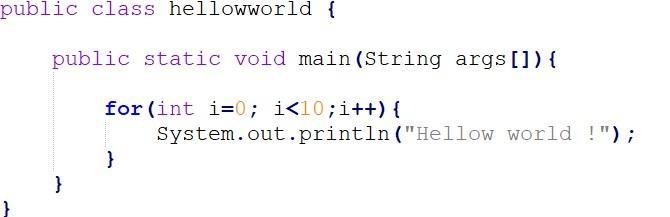 public class hellowworld {
public static void main(String args[]){
for(int i=0; i<10;i++){
System.out.println("Hellow world !");
}
}
}